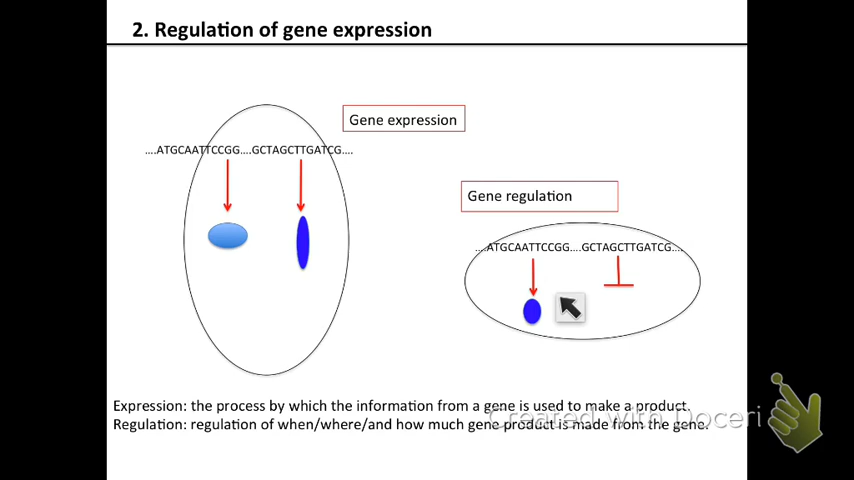 2. Regulation of gene expression
Gene expression
....ATGCAATTCCGG....GCTAGCTTGATCG....
Gene regulation
....ATGCAATTCCGG....GCTAGCTTGATCG....
Expression: the process by which the information from a gene is used to make a product.
Regulation: regulation of when/where/and how much gene product is made from the gene.
Created with Doceri